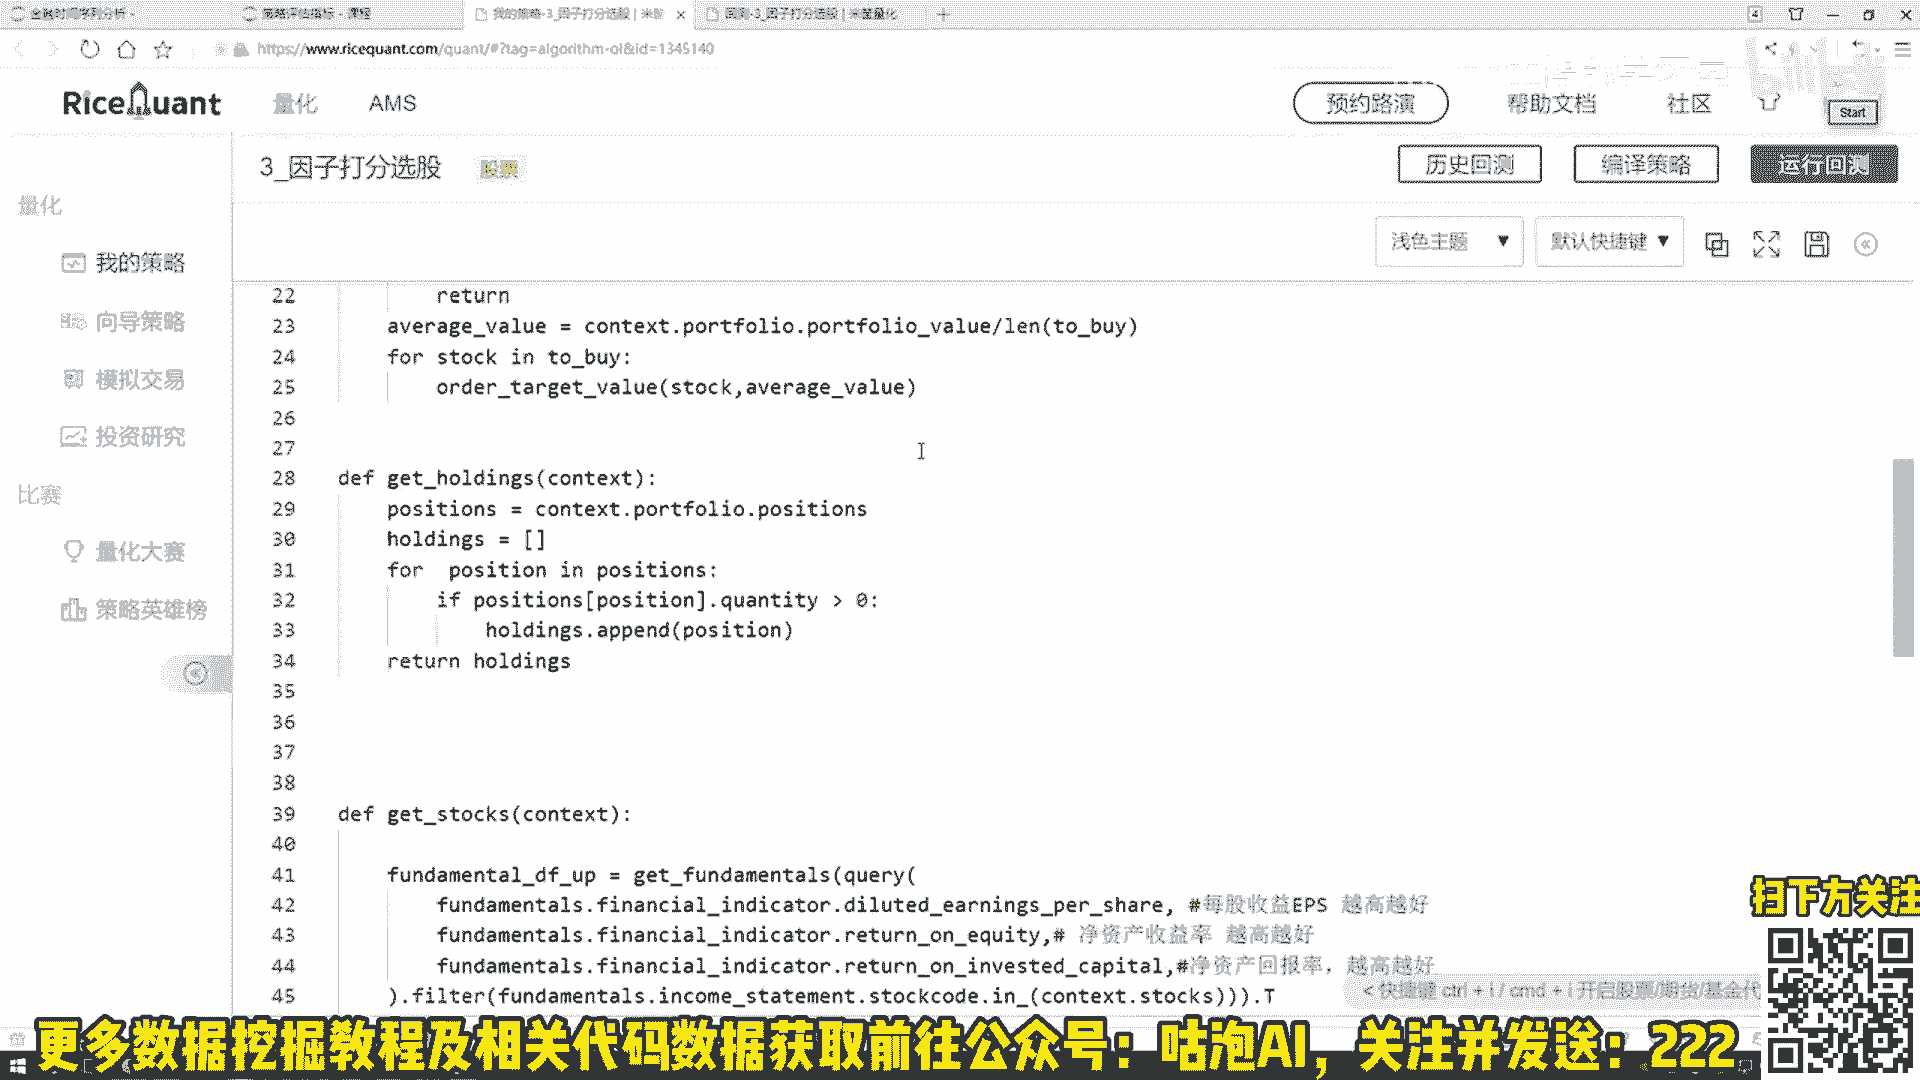 金融时间序列分析 -
策略评估指标 - 课程
我的策略-3_因子打分选股 | 米筐
回测-3_因子打分选股 | 米筐量化
4
https://www.ricequant.com/quant/#?tag=algorithm-ol&id=1345140
RiceQuant
量化
AMS
预约路演
帮助文档
社区
Start
3_因子打分选股
股票
历史回测
编译策略
运行回测
浅色主题
默认快捷键
量化
我的策略
向导策略
模拟交易
投资研究
比赛
量化大赛
策略英雄榜
22 return
23 average_value = context.portfolio.portfolio_value/len(to_buy)
24 for stock in to_buy:
25 order_target_value(stock,average_value)
26
27
28 def get_holdings(context):
29 positions = context.portfolio.positions
30 holdings = []
31 for  position in positions:
32 if positions[position].quantity > 0:
33 holdings.append(position)
34 return holdings
35
36
37
38
39 def get_stocks(context):
40
41 fundamental_df_up = get_fundamentals(query(
42 fundamentals.financial_indicator.diluted_earnings_per_share, #每股收益EPS 越高越好
43 fundamentals.financial_indicator.return_on_equity,# 净资产收益率 越高越好
44 fundamentals.financial_indicator.return_on_invested_capital,#净资产回报率，越高越好
45 ).filter(fundamentals.income_statement.stockcode.in_(context.stocks))).T
< 快捷键 ctrl + i / cmd + i 开启股票/期货/基金代
扫下方关注
更多数据挖掘教程及相关代码数据获取前往公众号：咕泡AI，关注并发送：222